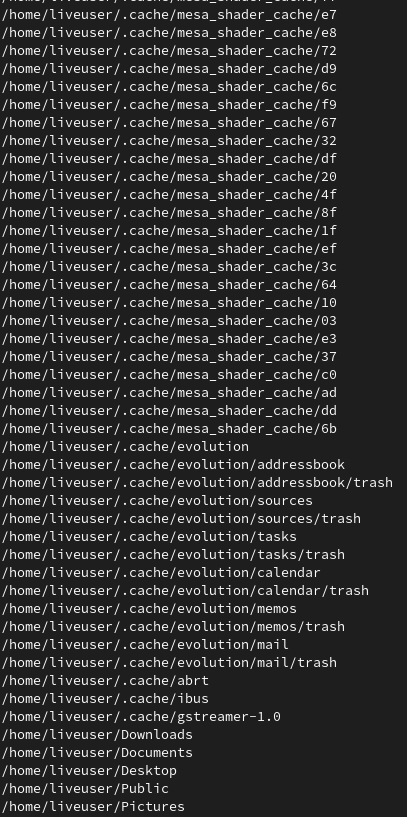 /home/liveuser/.cache/mesa_shader_cache/e7
/home/liveuser/.cache/mesa_shader_cache/e8
/home/liveuser/.cache/mesa_shader_cache/72
/home/liveuser/.cache/mesa_shader_cache/d9
/home/liveuser/.cache/mesa_shader_cache/6c
/home/liveuser/.cache/mesa_shader_cache/f9
/home/liveuser/.cache/mesa_shader_cache/67
/home/liveuser/.cache/mesa_shader_cache/32
/home/liveuser/.cache/mesa_shader_cache/df
/home/liveuser/.cache/mesa_shader_cache/20
/home/liveuser/.cache/mesa_shader_cache/4f
/home/liveuser/.cache/mesa_shader_cache/8f
/home/liveuser/.cache/mesa_shader_cache/1f
/home/liveuser/.cache/mesa_shader_cache/ef
/home/liveuser/.cache/mesa_shader_cache/3c
/home/liveuser/.cache/mesa_shader_cache/64
/home/liveuser/.cache/mesa_shader_cache/10
/home/liveuser/.cache/mesa_shader_cache/03
/home/liveuser/.cache/mesa_shader_cache/e3
/home/liveuser/.cache/mesa_shader_cache/37
/home/liveuser/.cache/mesa_shader_cache/c0
/home/liveuser/.cache/mesa_shader_cache/ad
/home/liveuser/.cache/mesa_shader_cache/dd
/home/liveuser/.cache/mesa_shader_cache/6b
/home/liveuser/.cache/evolution
/home/liveuser/.cache/evolution/addressbook
/home/liveuser/.cache/evolution/addressbook/trash
/home/liveuser/.cache/evolution/sources
/home/liveuser/.cache/evolution/sources/trash
/home/liveuser/.cache/evolution/tasks
/home/liveuser/.cache/evolution/tasks/trash
/home/liveuser/.cache/evolution/calendar
/home/liveuser/.cache/evolution/calendar/trash
/home/liveuser/.cache/evolution/memos
/home/liveuser/.cache/evolution/memos/trash
/home/liveuser/.cache/evolution/mail
/home/liveuser/.cache/evolution/mail/trash
/home/liveuser/.cache/abrt
/home/liveuser/.cache/ibus
/home/liveuser/.cache/gstreamer-1.0
/home/liveuser/Downloads
/home/liveuser/Documents
/home/liveuser/Desktop
/home/liveuser/Public
/home/liveuser/Pictures